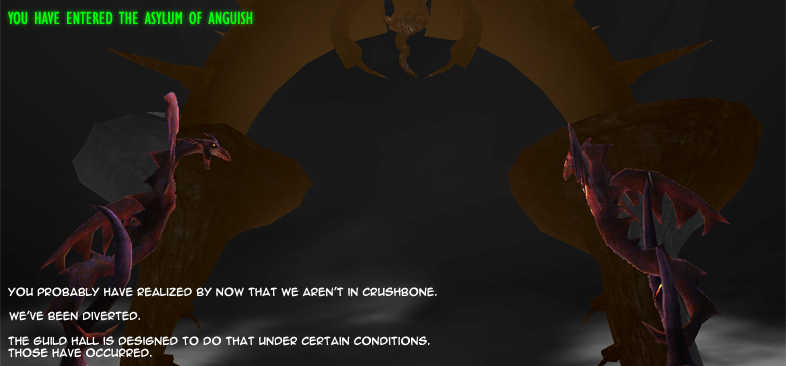 YOU HAVE ENTERED THE ASYLUM OF ANGUISH
YOU PROBABLY HAVE REALIZED BY NOW THAT WE AREN'T IN CRUSHBONE.
WE'VE BEEN DIVERTED.
THE GUILD HALL IS DESIGNED TO DO THAT UNDER CERTAIN CONDITIONS.
THOSE HAVE OCCURRED.